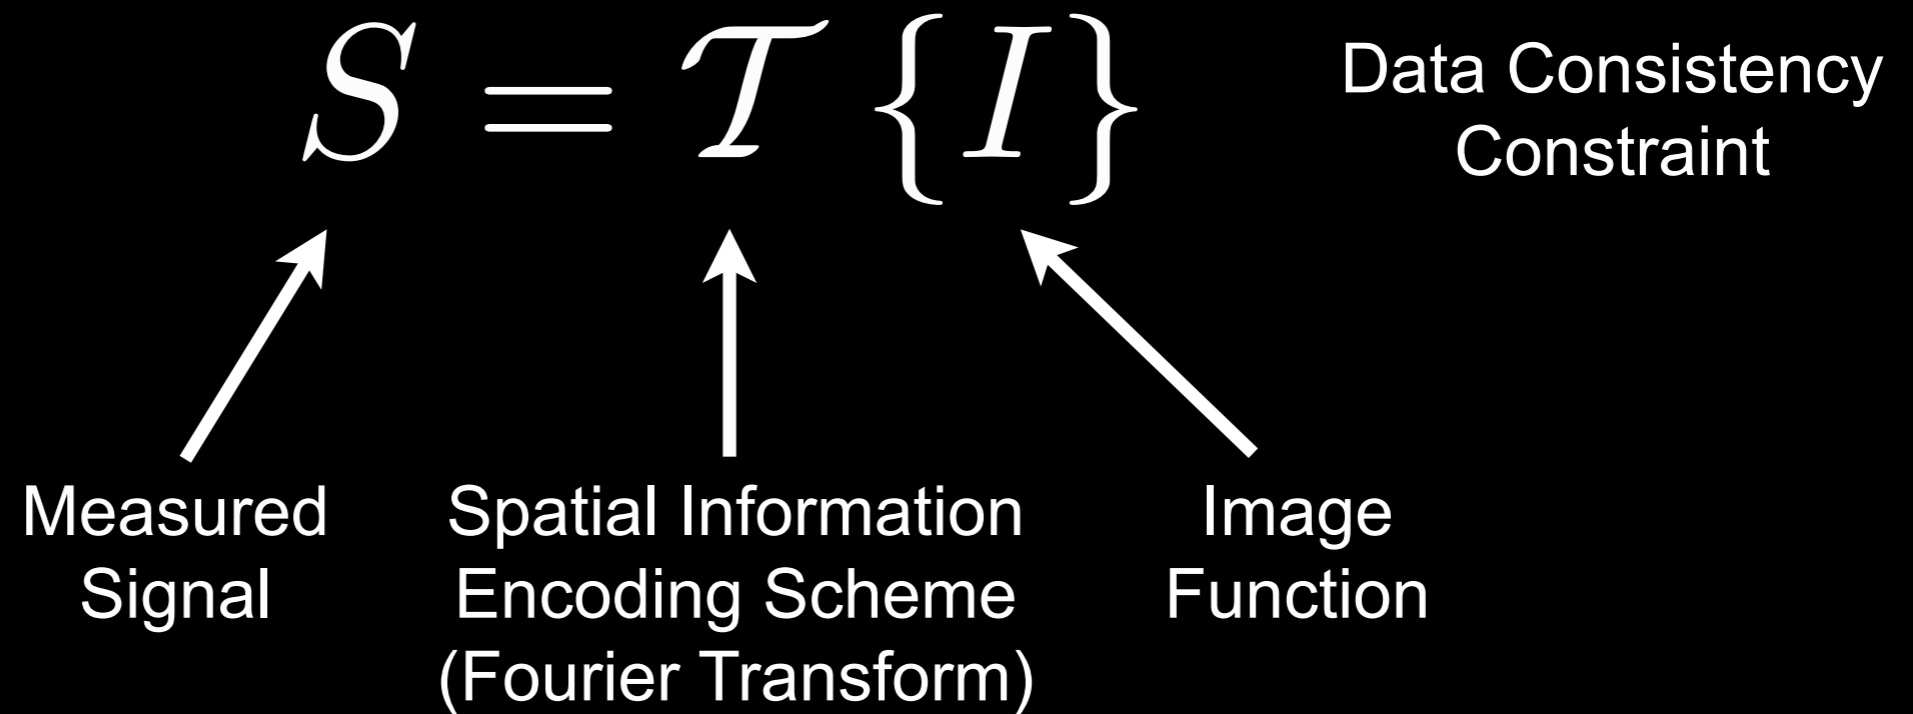 S = 𝒯 {I}
Data Consistency
Constraint
Measured
Signal
Spatial Information
Encoding Scheme
(Fourier Transform)
Image
Function